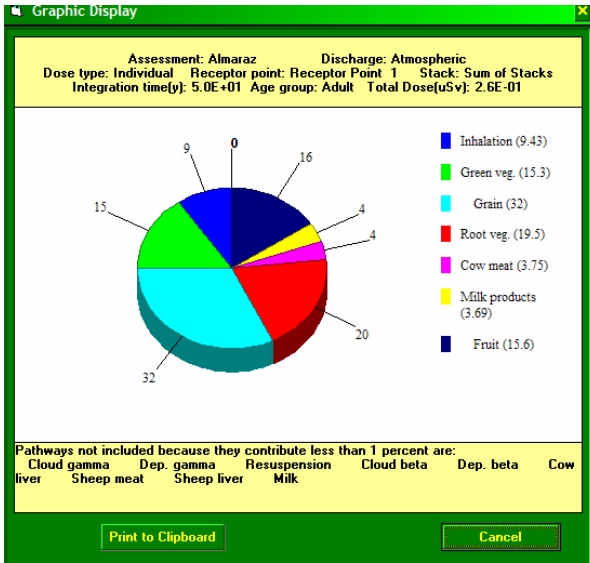 Graphic Display
Assessment: Almaraz Discharge: Atmospheric
Dose type: Individual Receptor point: Receptor Point 1 Stack: Sum of Stacks
Integration time(y): 5.0E+01 Age group: Adult Total Dose(uSv): 2.6E-01
0
9
16
15
4
4
20
32
Inhalation (9.43)
Green veg. (15.3)
Grain (32)
Root veg. (19.5)
Cow meat (3.75)
Milk products
(3.69)
Fruit (15.6)
Pathways not included because they contribute less than 1 percent are:
Cloud gamma Dep. gamma Resuspension Cloud beta Dep. beta Cow
liver Sheep meat Sheep liver Milk
Print to Clipboard
Cancel